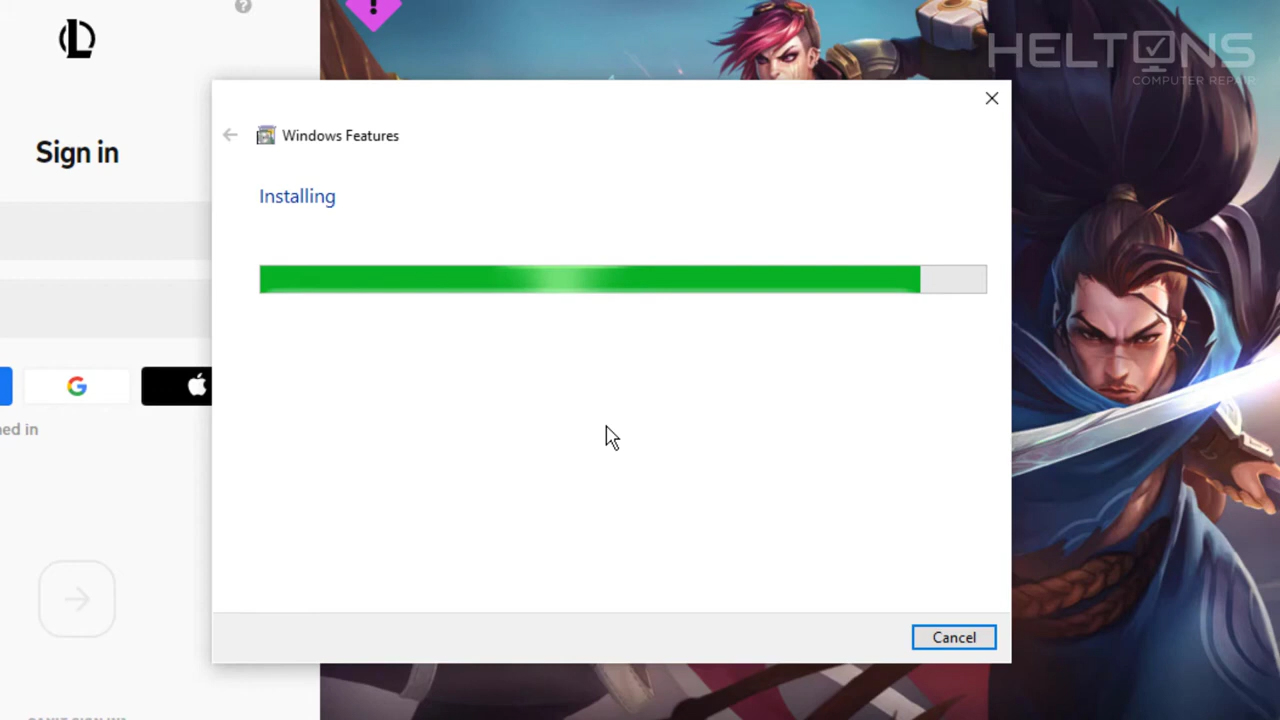 ?
!
HELTONS
COMPUTER REPAIR
Windows Features
Sign in
Installing
ned in
Cancel